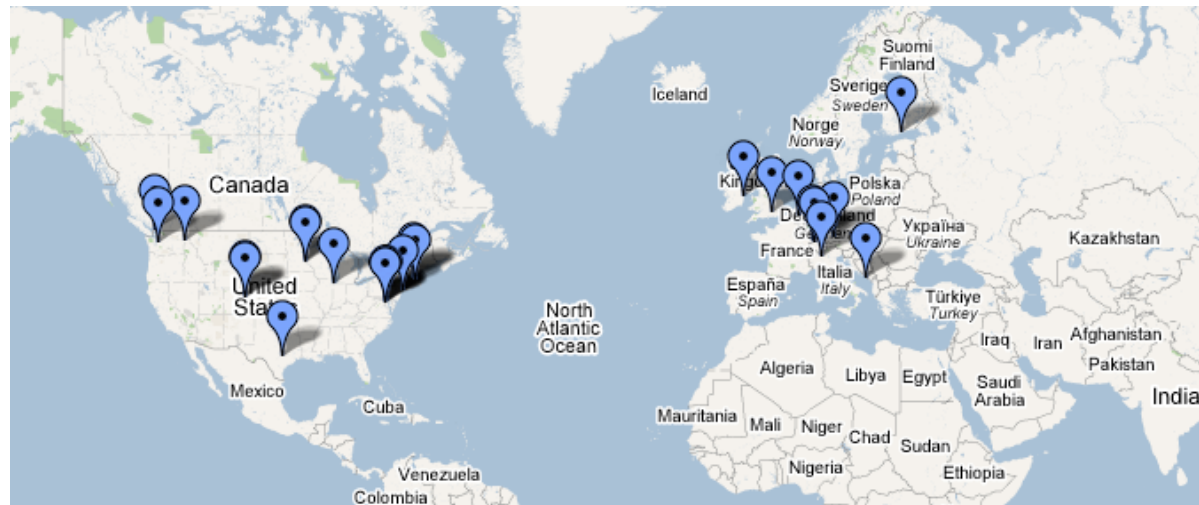 Canada
United
Mexico
Cuba
Venezuela
Colombia
North
Atlantic
Ocean
Iceland
Suomi
Finland
Sverige
Sweden
Norge
Norway
Polska
Poland
France
Україна
Ukraine
Kazakhstan
España
Spain
Italia
Italy
Türkiye
Turkey
Iraq
Iran
Afghanistan
Pakistan
India
Algeria
Libya
Egypt
Saudi
Arabia
Mauritania
Mali
Niger
Chad
Sudan
Nigeria
Ethiopia